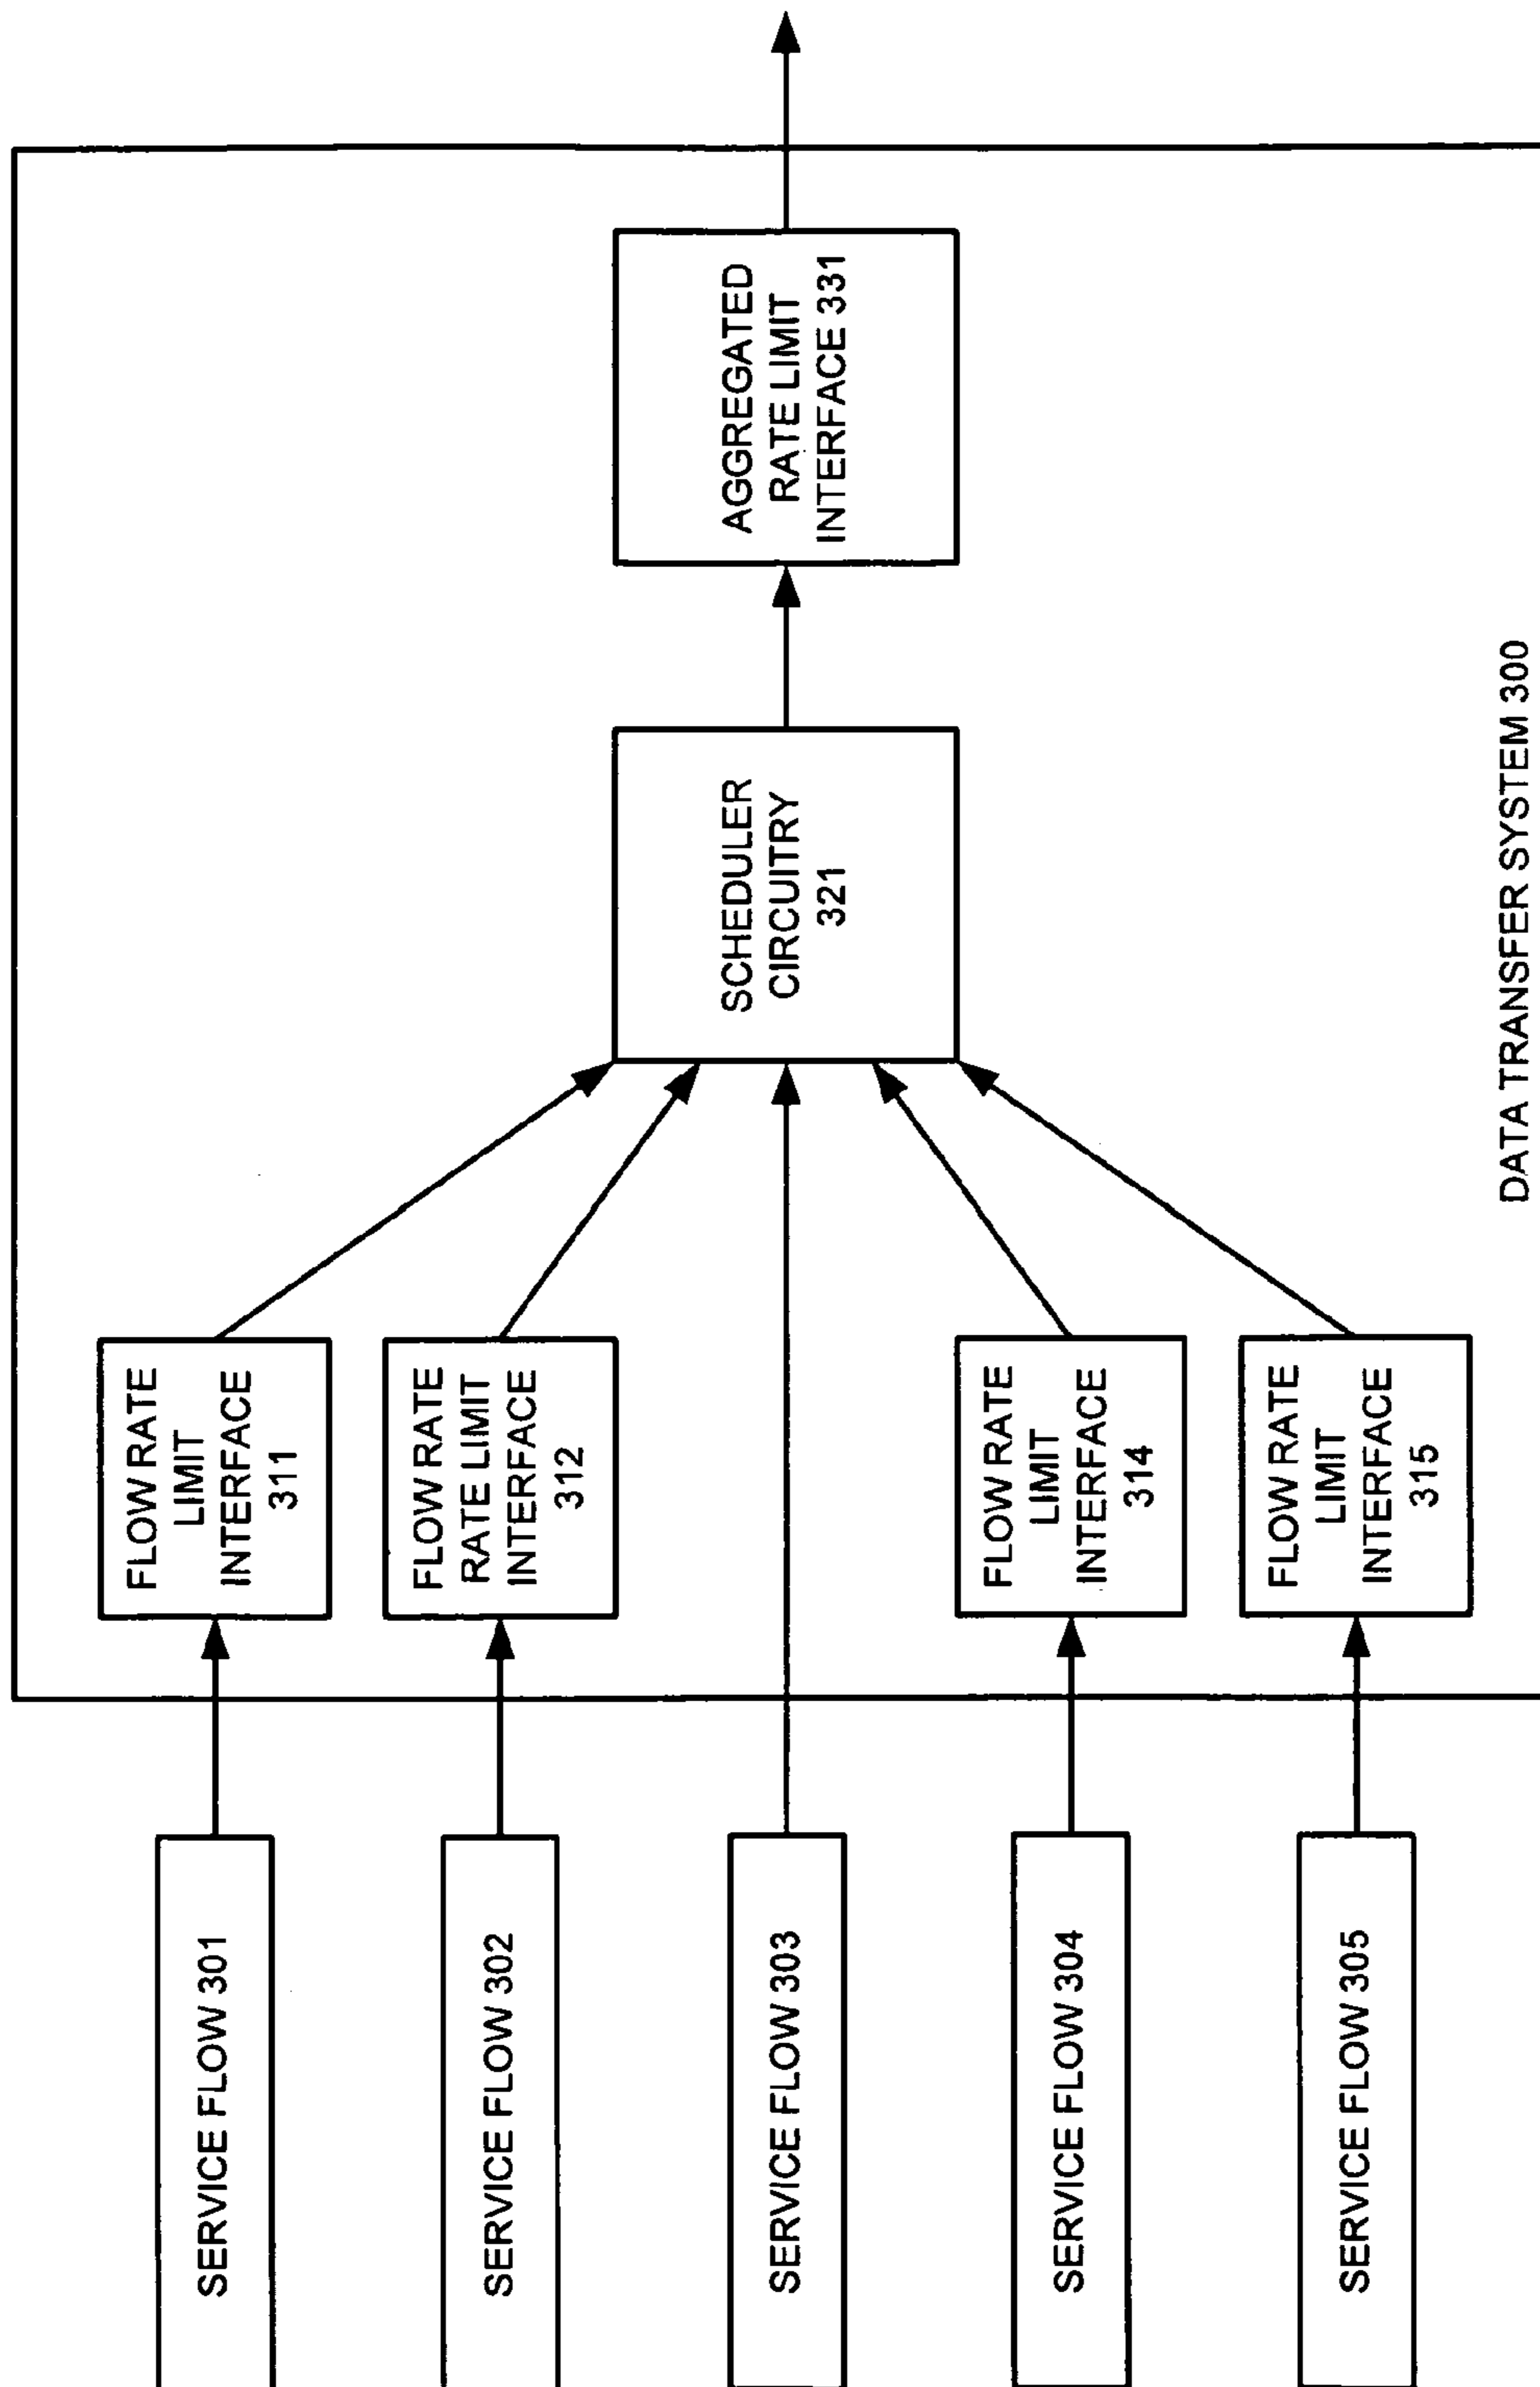 SERVICE FLOW 301
SERVICE FLOW 302
SERVICE FLOW 303
SERVICE FLOW 304
SERVICE FLOW 305
FLOW RATE
LIMIT
INTERFACE
311
FLOW RATE
RATE LIMIT
INTERFACE
312
FLOW RATE
LIMIT
INTERFACE
314
FLOW RATE
LIMIT
INTERFACE
315
SCHEDULER
CIRCUITRY
321
AGGREGATED
RATE LIMIT
INTERFACE 331
DATA TRANSFER SYSTEM 300